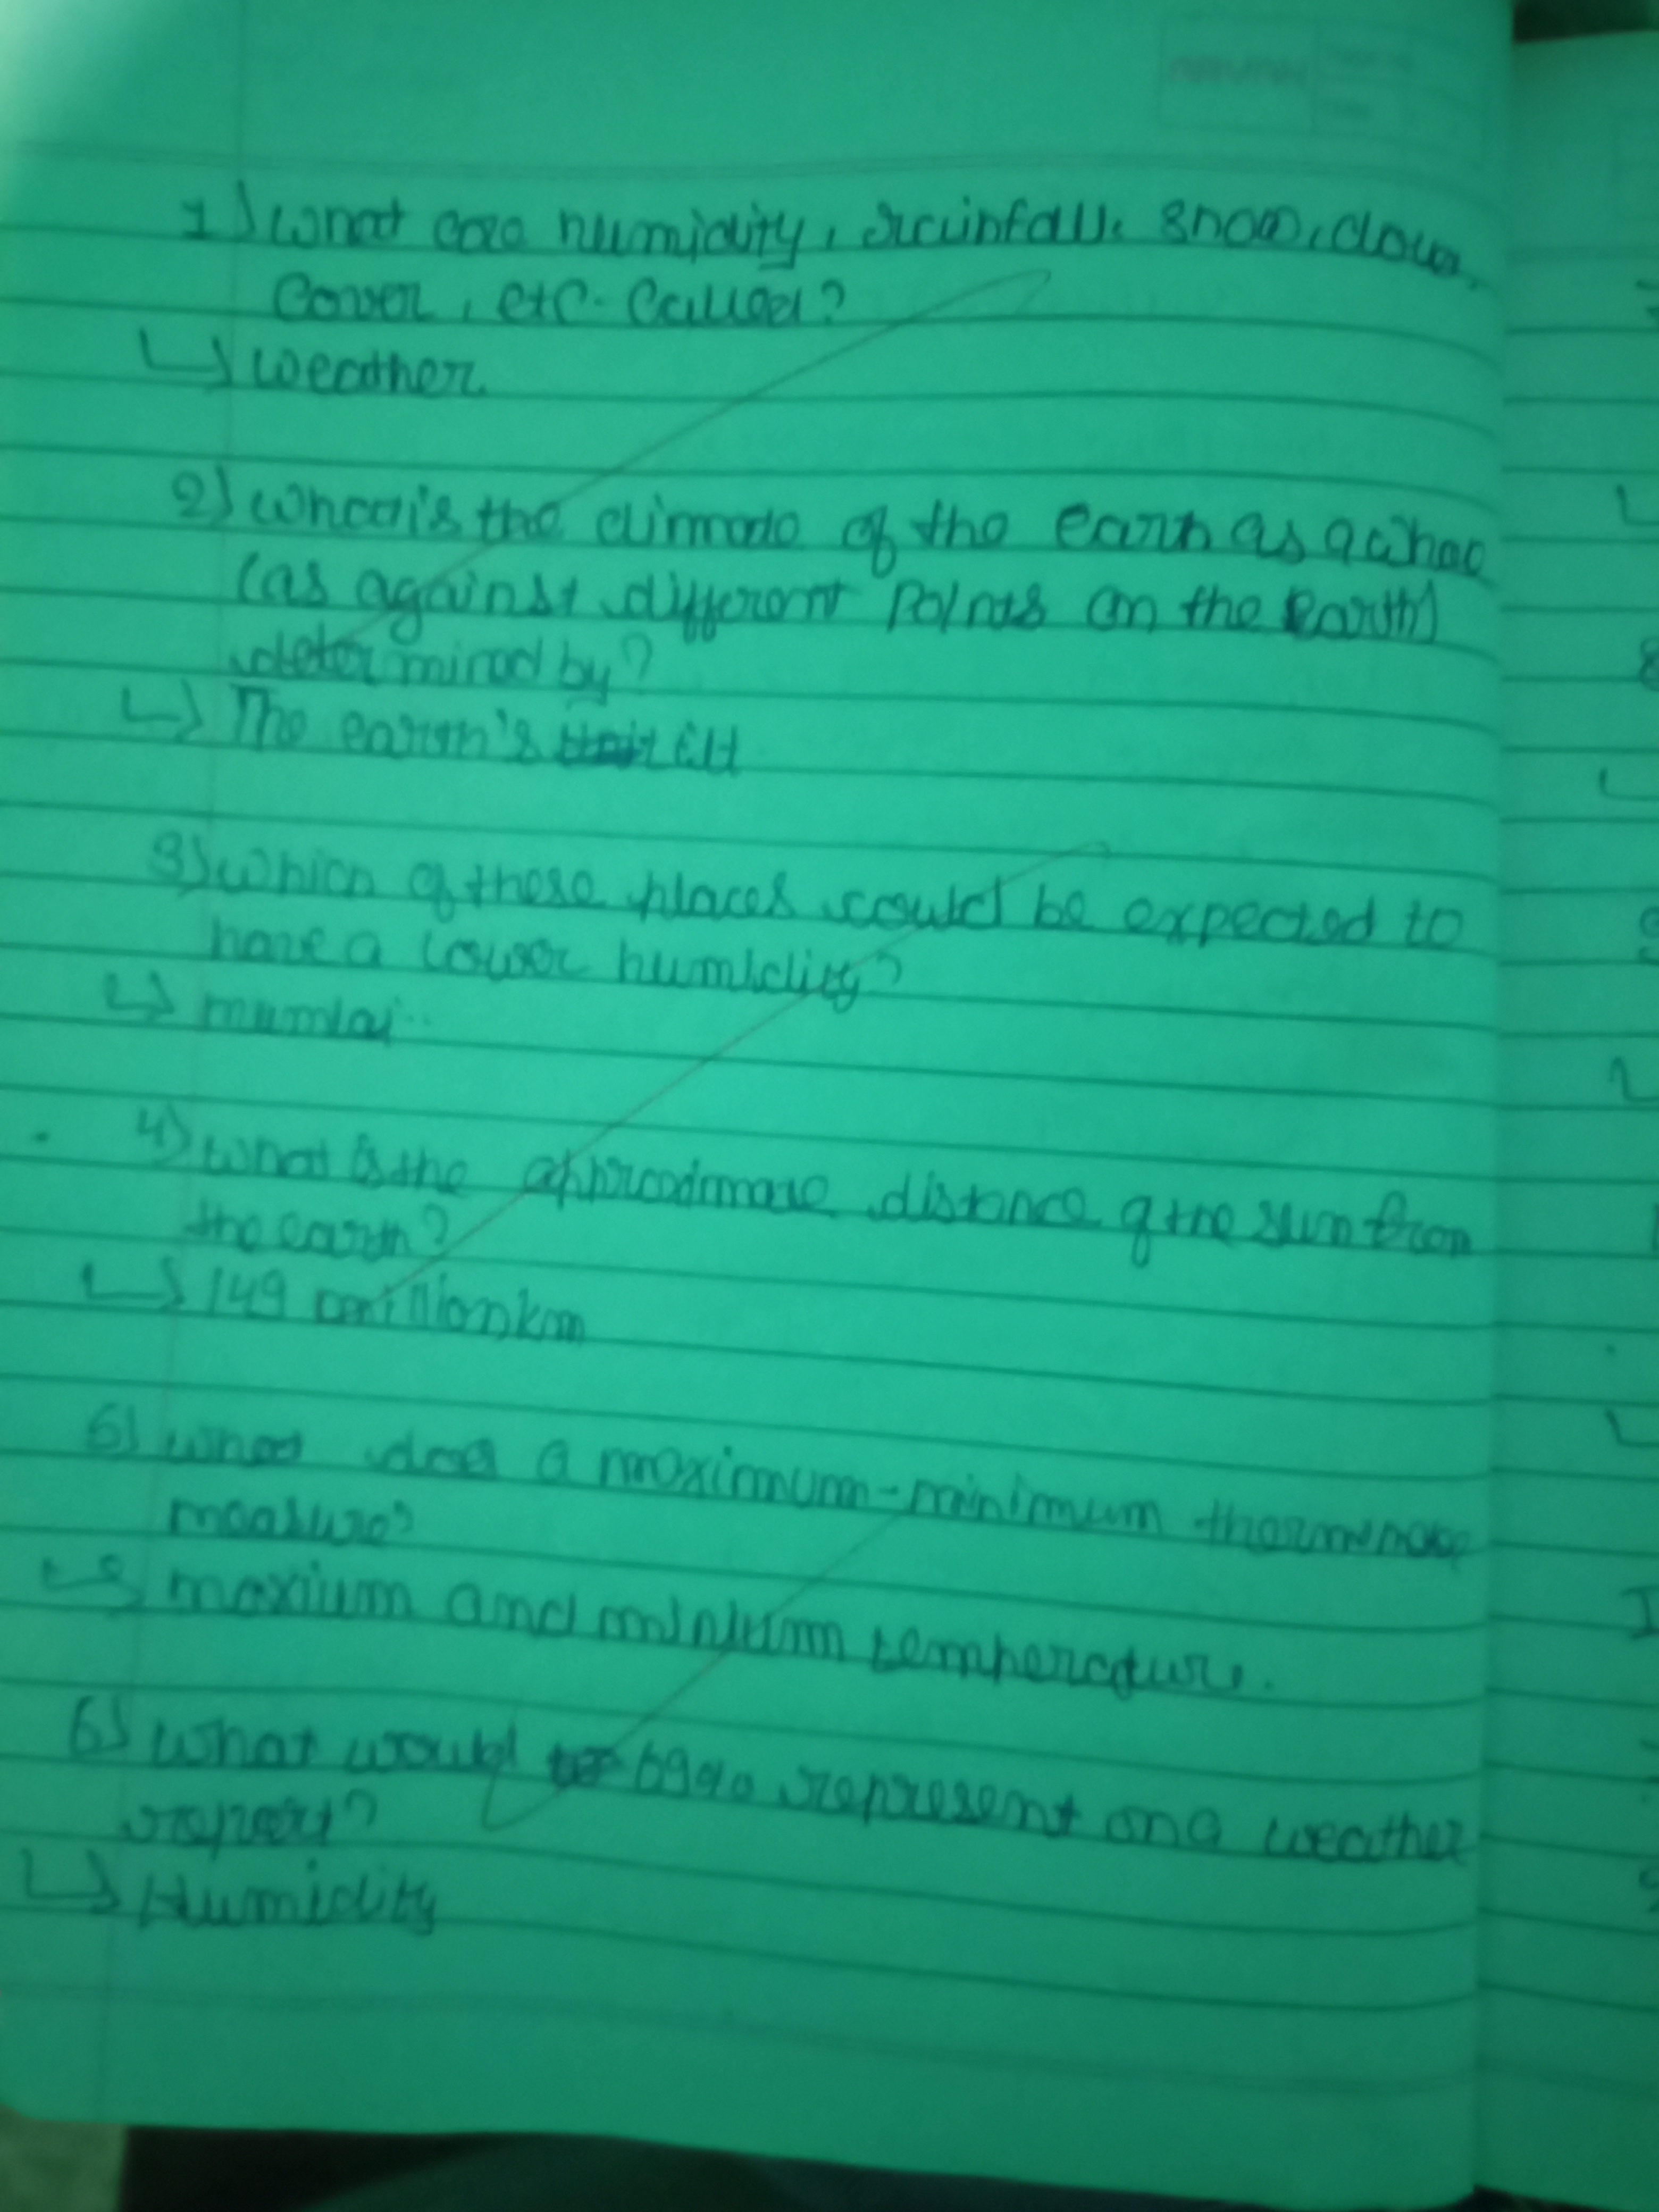 1) what are humidity, rainfall, snow, cloud
cover, etc. called?
↳ weather
2) what is the climate of the earth as a
(as against different points on the earth)
determined by?
↳ The earth's tilt
3) which of these places could be expected to
have a lower humidity?
↳
4) what is the approximate distance of the sun from
the earth?
↳ 149 million km
5) what does a maximum-minimum
measure?
↳ maxium and minium temperature.
6) what would 69% represent on a weather
report?
↳ Humidity